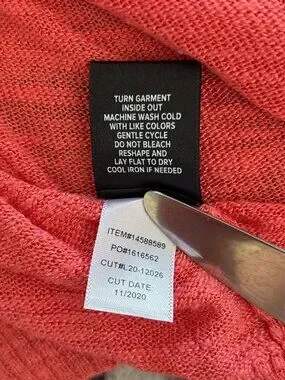 TURN GARMENT
INSIDE OUT
MACHINE WASH COLD
WITH LIKE COLORS
GENTLE CYCLE
DO NOT BLEACH
RESHAPE AND
LAY FLAT TO DRY
COOL IRON IF NEEDED
ITEM#14588589
PO#1616562
CUT#L20-12026
CUT DATE
11/2020